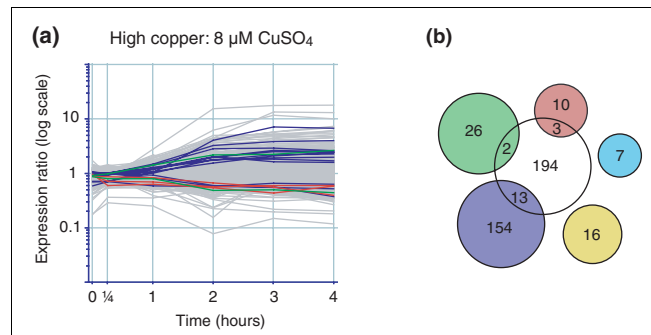 (a)
High copper: 8 µM CuSO₄
Expression ratio (log scale)
10
1
0.1
0 ¼ 1 2 3 4
Time (hours)
(b)
10
26
3
2
7
194
13
154
16